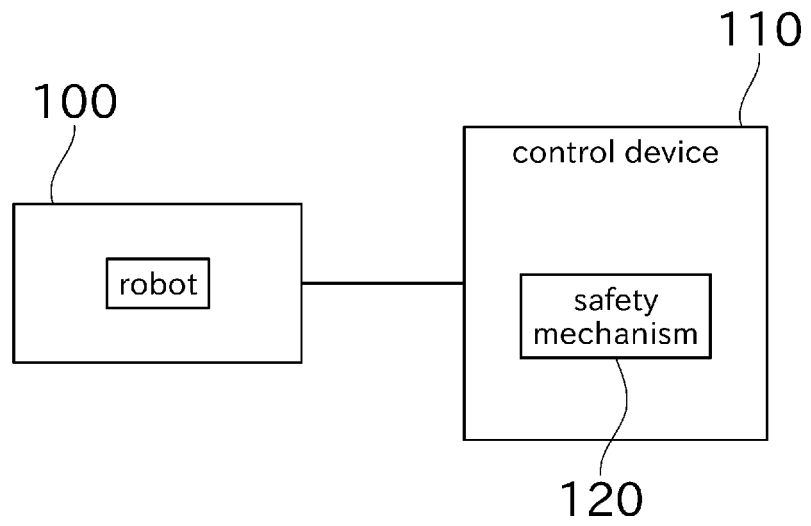 110
100
control device
robot
safety
mechanism
120